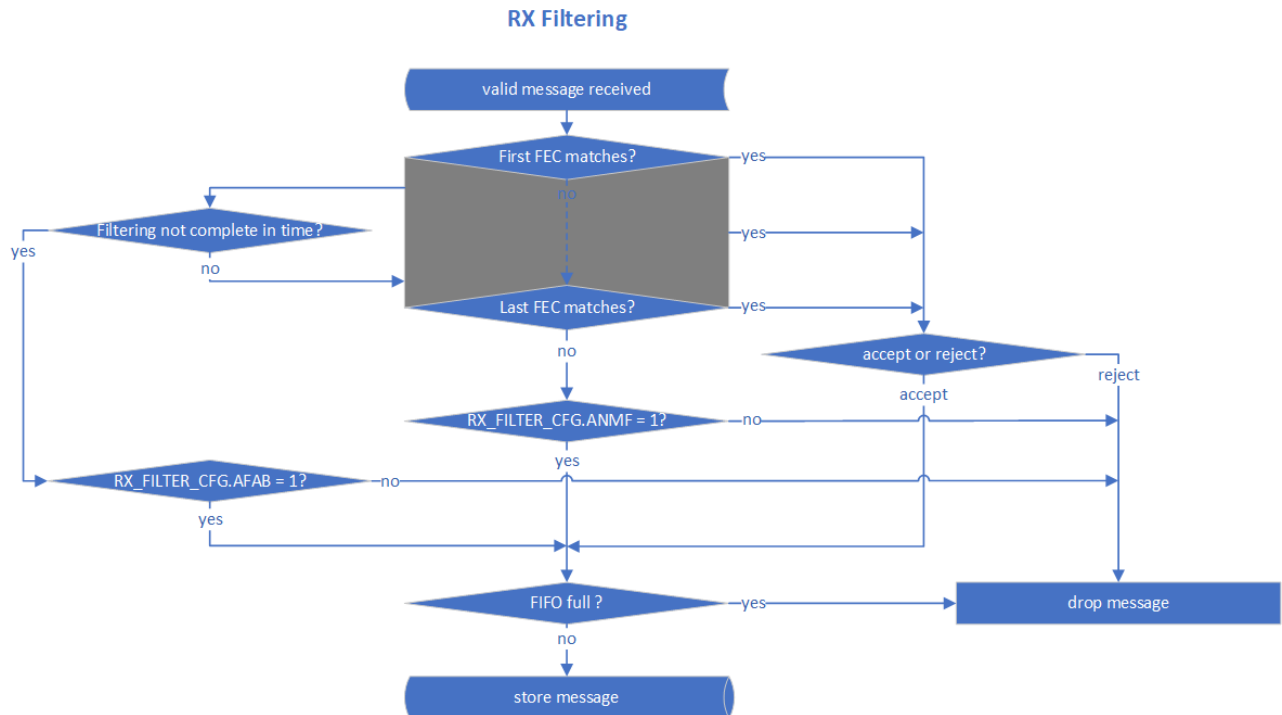 RX Filtering
valid message received
First FEC matches?
yes
no
Filtering not complete in time?
yes
yes
no
Last FEC matches?
yes
no
accept or reject?
reject
accept
RX_FILTER_CFG.ANMF = 1?
no
yes
RX_FILTER_CFG.AFAB = 1?
no
yes
FIFO full ?
yes
drop message
no
store message